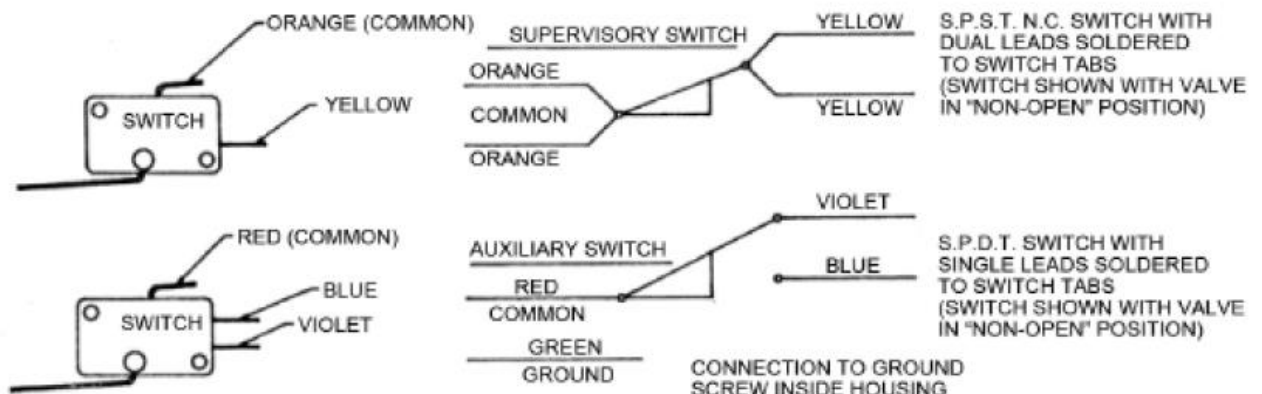 ORANGE (COMMON)
YELLOW
SWITCH
SUPERVISORY SWITCH
ORANGE
COMMON
ORANGE
YELLOW
YELLOW
S.P.S.T. N.C. SWITCH WITH
DUAL LEADS SOLDERED
TO SWITCH TABS
(SWITCH SHOWN WITH VALVE
IN "NON-OPEN" POSITION)
RED (COMMON)
BLUE
SWITCH
VIOLET
AUXILIARY SWITCH
RED
COMMON
VIOLET
BLUE
S.P.D.T. SWITCH WITH
SINGLE LEADS SOLDERED
TO SWITCH TABS
(SWITCH SHOWN WITH VALVE
IN "NON-OPEN" POSITION)
GREEN
GROUND
CONNECTION TO GROUND
SCREW INSIDE HOUSING